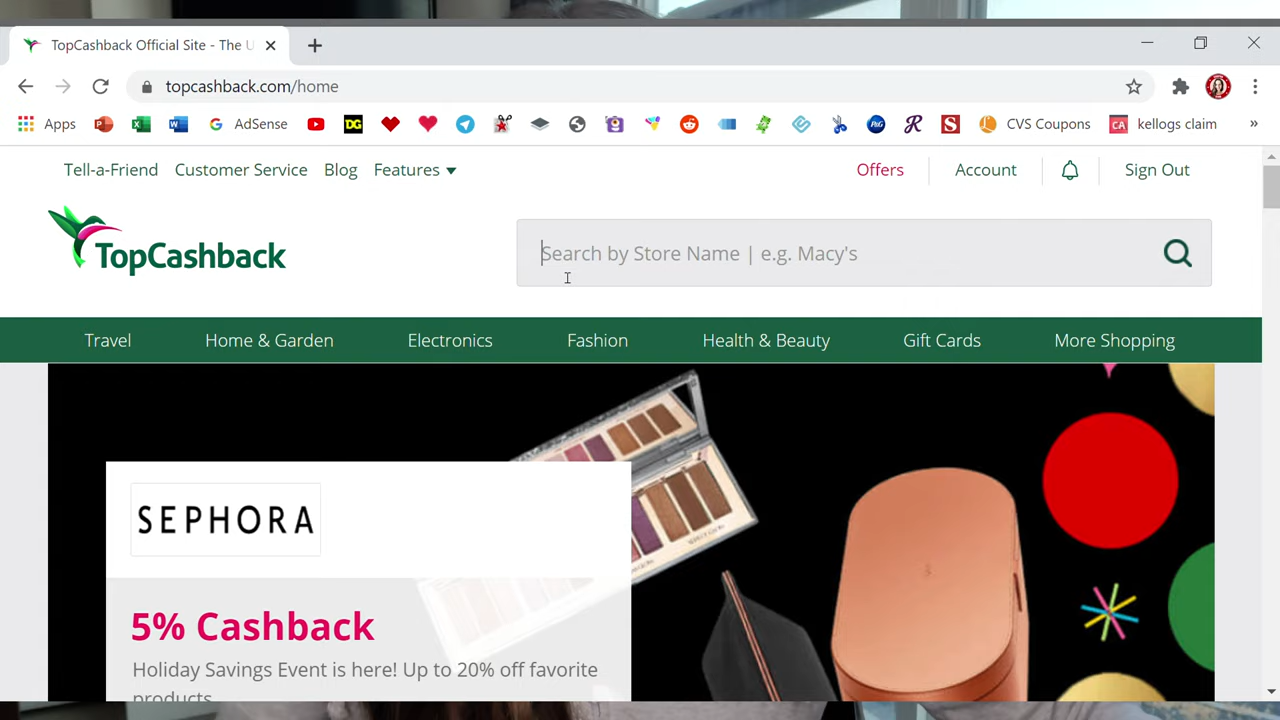 TopCashback Official Site - The U
topcashback.com/home
Apps
AdSense
DG
P&G
R
S
CVS Coupons
CA
kellogs claim
»
Tell-a-Friend
Customer Service
Blog
Features
Offers
Account
Sign Out
TopCashback
Search by Store Name | e.g. Macy's
Travel
Home & Garden
Electronics
Fashion
Health & Beauty
Gift Cards
More Shopping
SEPHORA
5% Cashback
Holiday Savings Event is here! Up to 20% off favorite
products